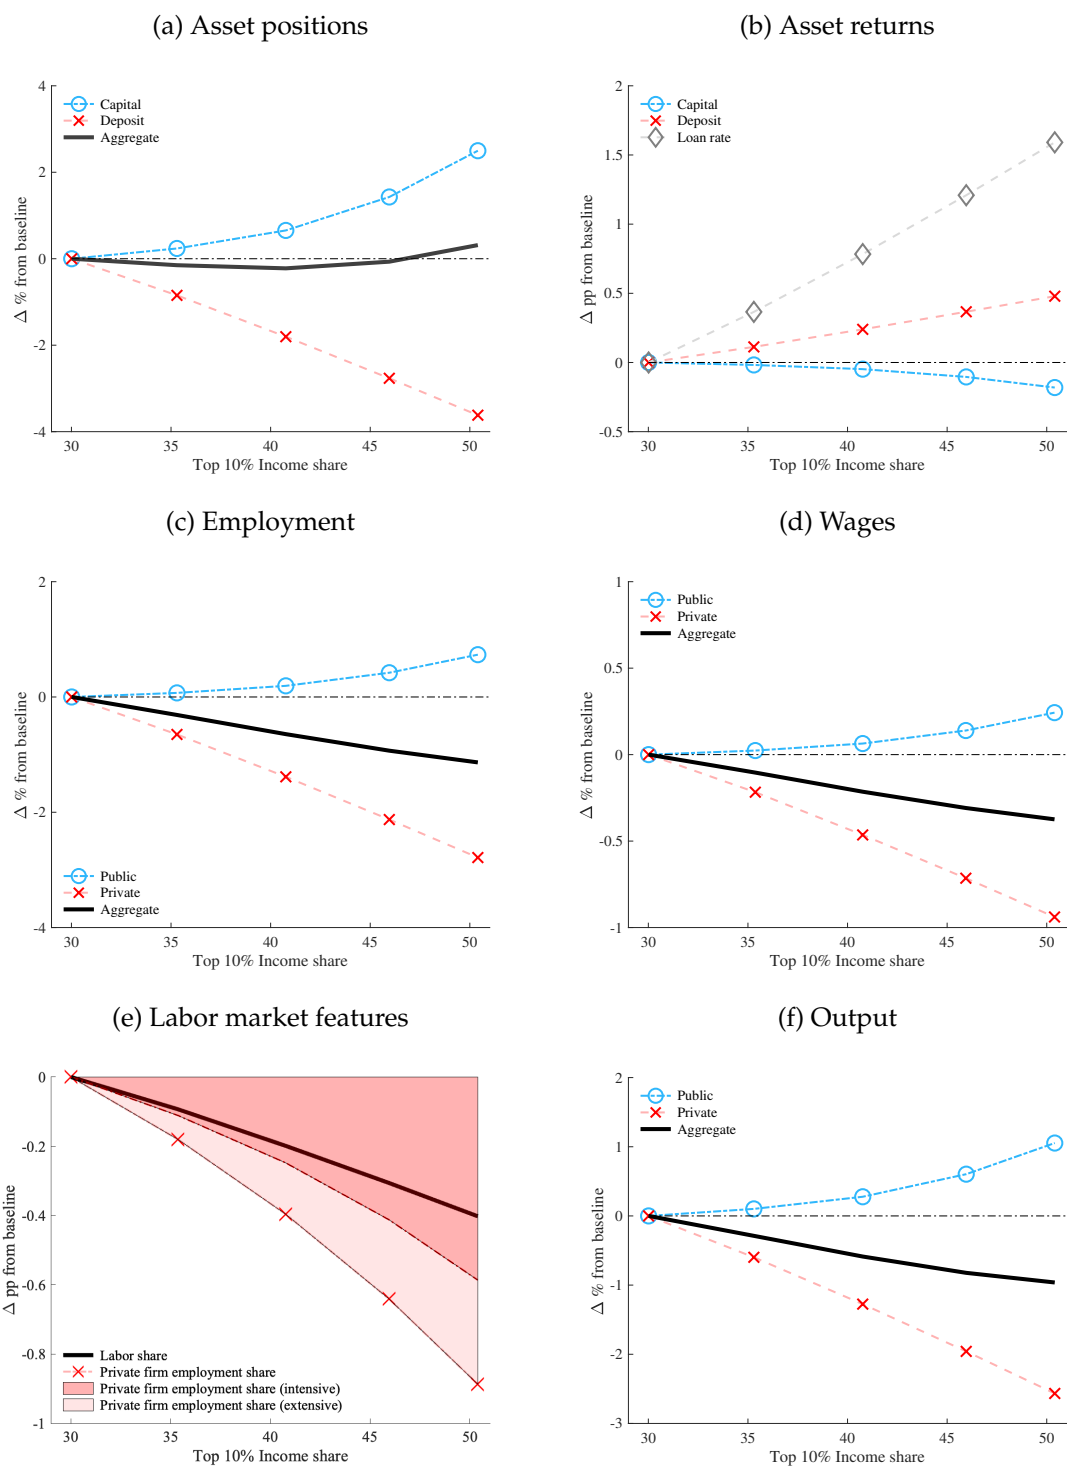 (a) Asset positions
4
2
0
-2
-4
Δ % from baseline
Capital
Deposit
Aggregate
30 35 40 45 50
Top 10% Income share
(b) Asset returns
2
1.5
1
0.5
0
-0.5
Δ pp from baseline
Capital
Deposit
Loan rate
30 35 40 45 50
Top 10% Income share
(c) Employment
2
0
-2
-4
Δ % from baseline
Public
Private
Aggregate
30 35 40 45 50
Top 10% Income share
(d) Wages
1
0.5
0
-0.5
-1
Δ % from baseline
Public
Private
Aggregate
30 35 40 45 50
Top 10% Income share
(e) Labor market features
0
-0.2
-0.4
-0.6
-0.8
-1
Δ pp from baseline
Labor share
Private firm employment share
Private firm employment share (intensive)
Private firm employment share (extensive)
30 35 40 45 50
Top 10% Income share
(f) Output
2
1
0
-1
-2
-3
Δ % from baseline
Public
Private
Aggregate
30 35 40 45 50
Top 10% Income share